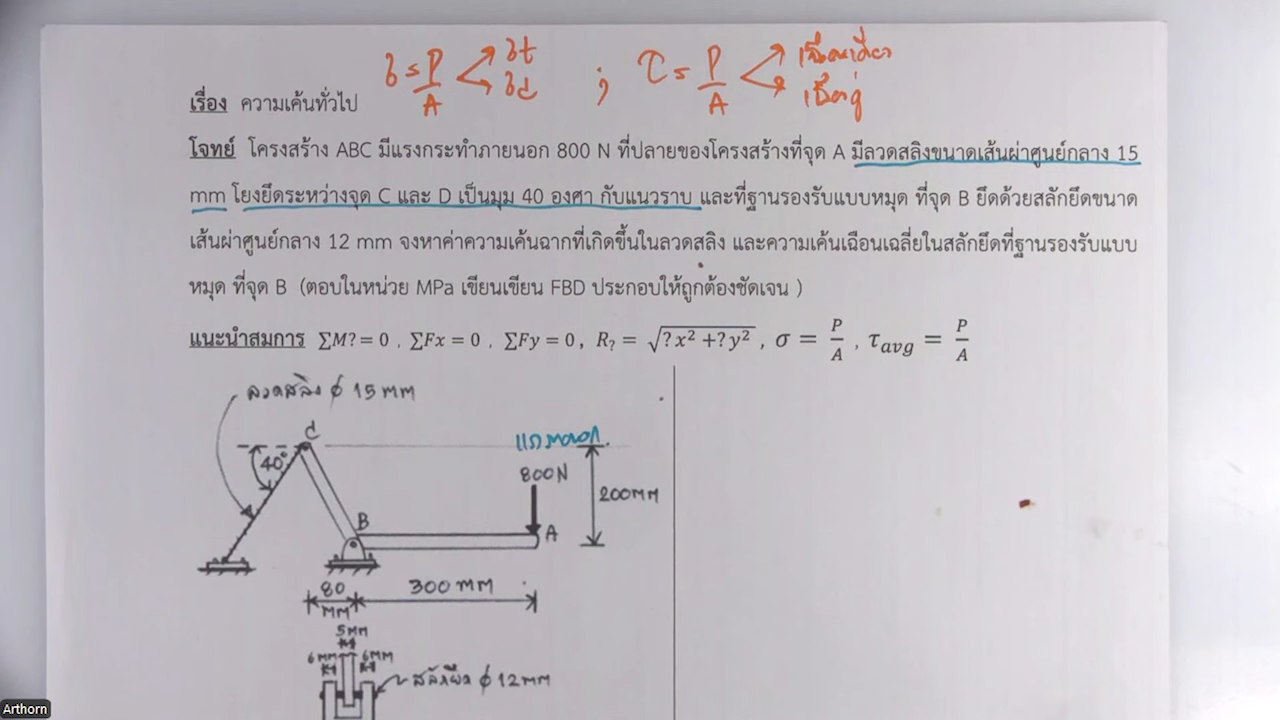 σ = P/A σt σc ; τ = P/A เฉือนเดี่ยว เฉือนคู่
เรื่อง ความเค้นทั่วไป
โจทย์ โครงสร้าง ABC มีแรงกระทำภายนอก 800 N ที่ปลายของโครงสร้างที่จุด A มีลวดสลิงขนาดเส้นผ่าศูนย์กลาง 15
mm โยงยึดระหว่างจุด C และ D เป็นมุม 40 องศา กับแนวราบ และที่ฐานรองรับแบบหมุด ที่จุด B ยึดด้วยสลักยึดขนาด
เส้นผ่าศูนย์กลาง 12 mm จงหาค่าความเค้นฉากที่เกิดขึ้นในลวดสลิง และความเค้นเฉือนเฉลี่ยในสลักยึดที่ฐานรองรับแบบ
หมุด ที่จุด B (ตอบในหน่วย MPa เขียนเขียน FBD ประกอบให้ถูกต้องชัดเจน )
แนะนำสมการ ∑M? = 0 , ∑Fx = 0 , ∑Fy = 0, R? = √?x² +?y² , σ = P/A , τavg = P/A
ลวดสลิง ϕ 15 mm
C
40°
800N
200mm
B
A
80 mm
300 mm
5mm
6mm 6mm
สลักยึด ϕ 12mm
Arthorn